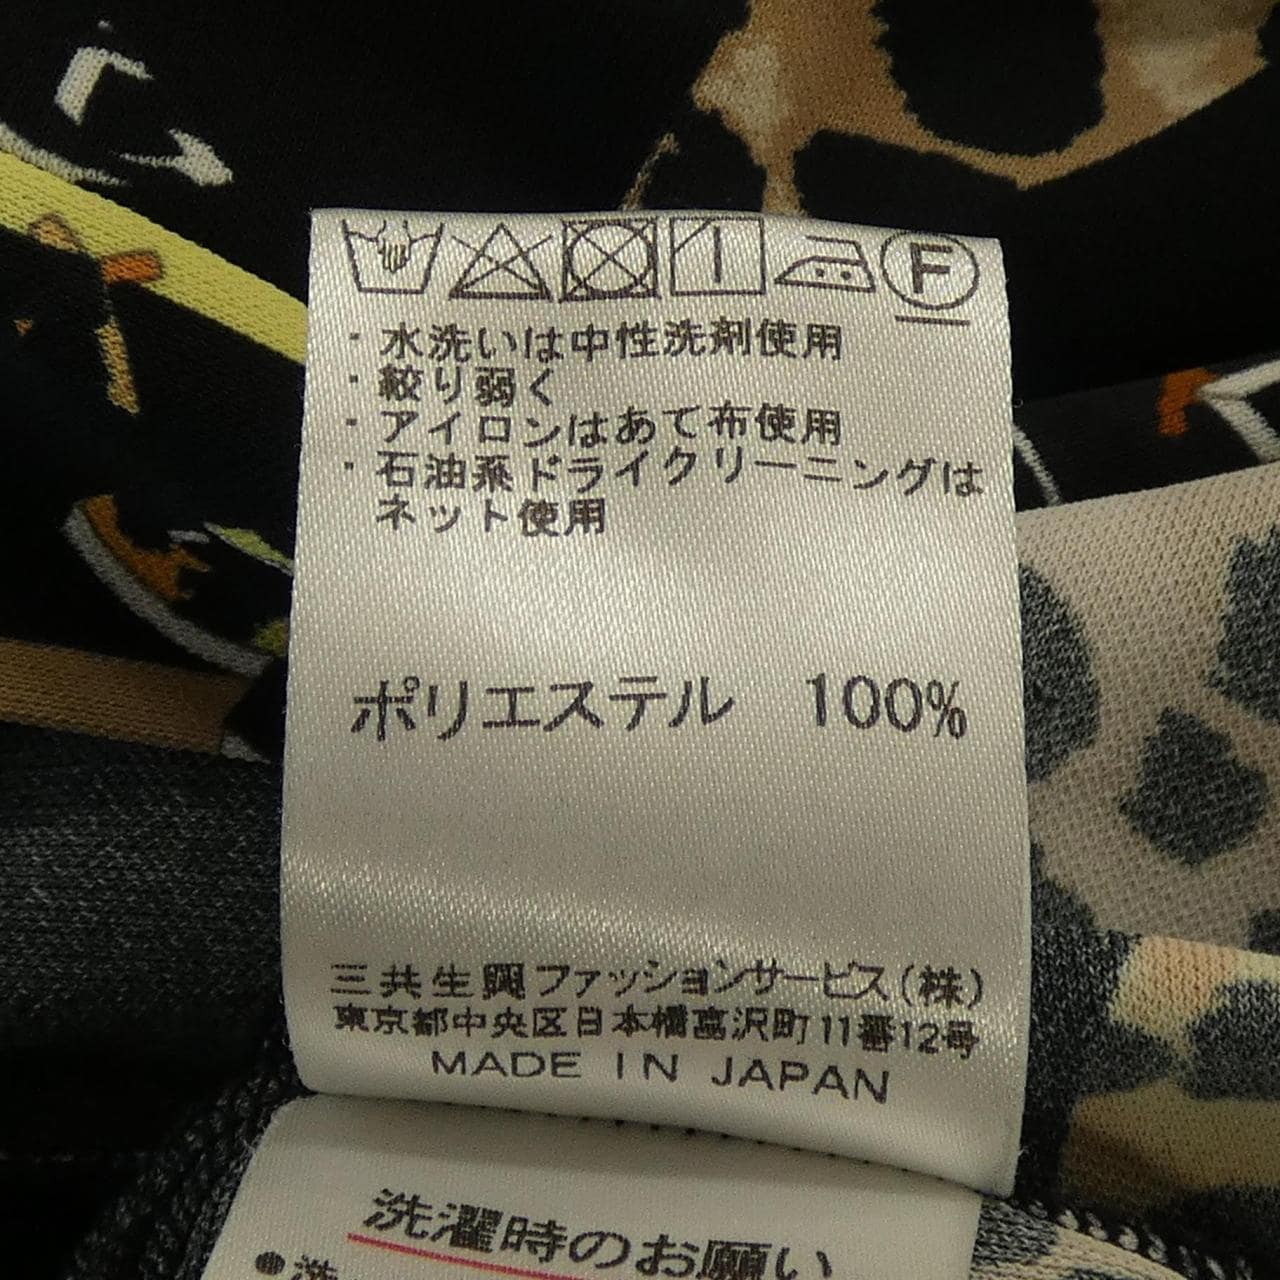 F
・水洗いは中性洗剤使用
・絞り弱く
・アイロンはあて布使用
・石油系ドライクリーニングは
ネット使用
ポリエステル 100%
三共生興ファッションサービス(株)
東京都中央区日本橋富沢町11番12号
MADE IN JAPAN
洗濯時のお願い
●洗